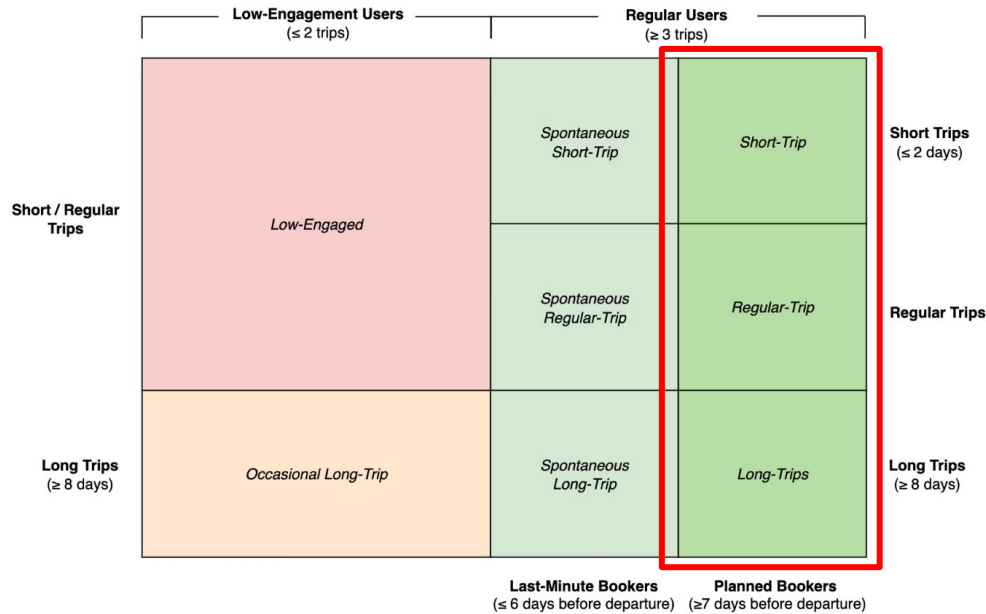 Low-Engagement Users
(≤ 2 trips)
Regular Users
(≥ 3 trips)
Short / Regular
Trips
Low-Engaged
Spontaneous
Short-Trip
Short-Trip
Short Trips
(≤ 2 days)
Spontaneous
Regular-Trip
Regular-Trip
Regular Trips
Long Trips
(≥ 8 days)
Occasional Long-Trip
Spontaneous
Long-Trip
Long-Trips
Long Trips
(≥ 8 days)
Last-Minute Bookers
(≤ 6 days before departure)
Planned Bookers
(≥7 days before departure)